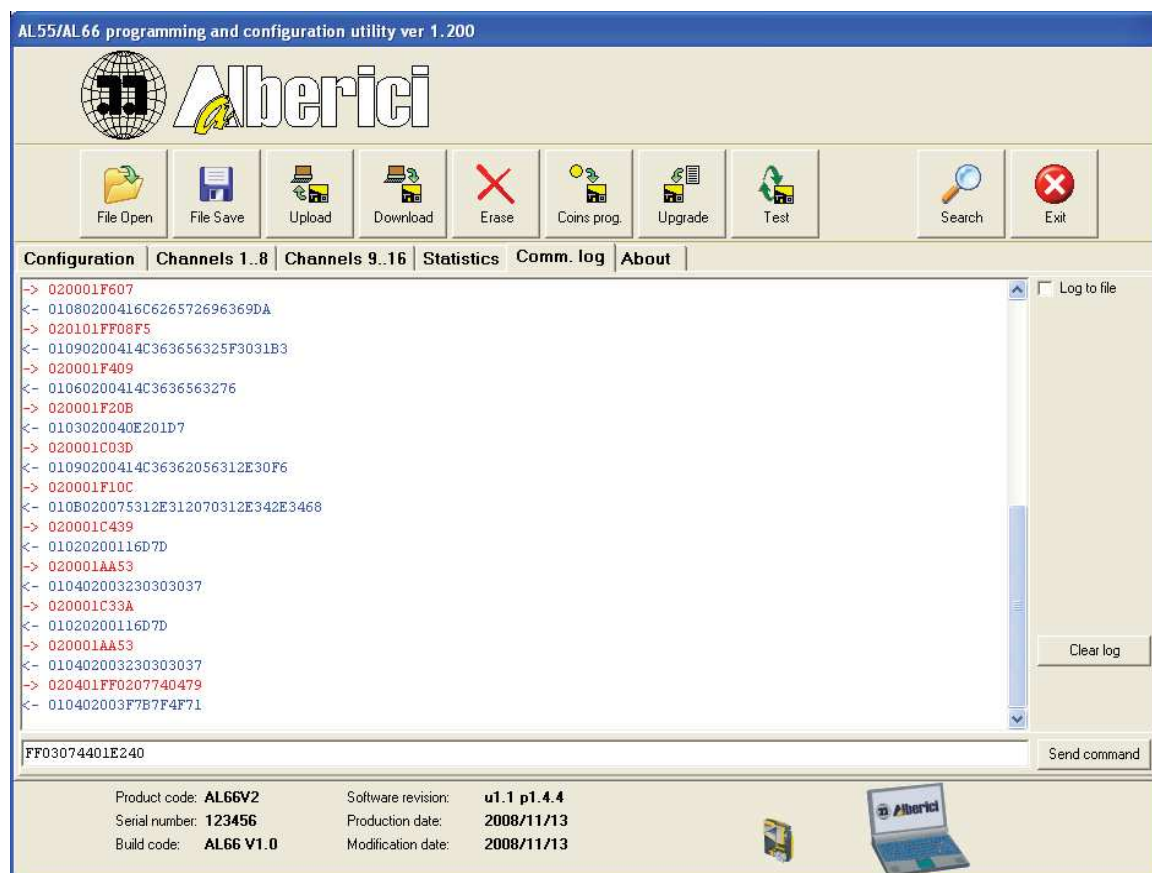 AL55/AL66 programming and configuration utility ver 1.200
Alberici
File Open File Save Upload Download Erase Coins prog. Upgrade Test Search Exit
Configuration Channels 1..8 Channels 9..16 Statistics Comm. log About
-> 020001F607
<- 01080200416C626572696369DA
-> 020101FF08F5
<- 01090200414C363656325F3031B3
-> 020001F409
<- 01060200414C3636563276
-> 020001F20B
<- 0103020040E201D7
-> 020001C03D
<- 01090200414C36362056312E30F6
-> 020001F10C
<- 010B020075312E312070312E342E3468
-> 020001C439
<- 01020200116D7D
-> 020001AA53
<- 010402003230303037
-> 020001C33A
<- 01020200116D7D
-> 020001AA53
<- 010402003230303037
-> 020401FF0207740479
<- 010402003F7B7F4F71
Log to file
Clear log
FF03074401E240 Send command
Product code: AL66V2 Software revision: u1.1 p1.4.4
Serial number: 123456 Production date: 2008/11/13
Build code: AL66 V1.0 Modification date: 2008/11/13
Alberici